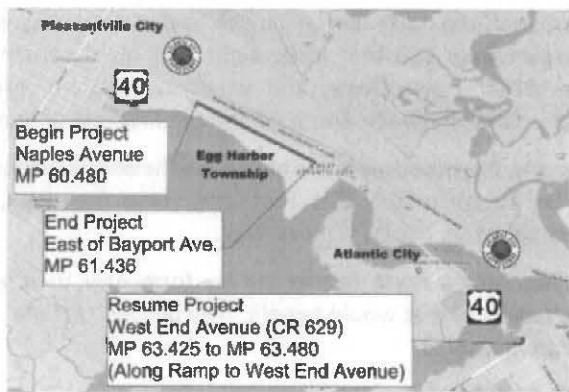 Pleasantville City
40
Begin Project
Naples Avenue
MP 60.480
Egg Harbor
Township
End Project
East of Bayport Ave.
MP 61.436
Atlantic City
40
Resume Project
West End Avenue (CR 629)
MP 63.425 to MP 63.480
(Along Ramp to West End Avenue)